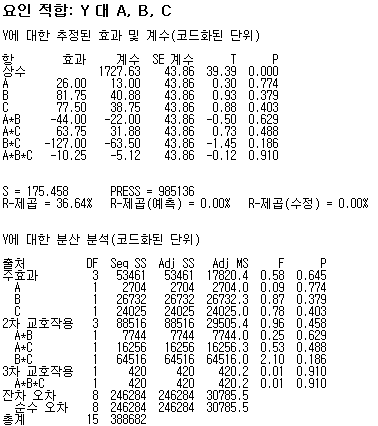 요인 적합: Y 대 A, B, C
Y에 대한 추정된 효과 및 계수(코드화된 단위)
항 효과 계수 SE 계수 T P
상수 1727.63 43.86 39.39 0.000
A 26.00 13.00 43.86 0.30 0.774
B 81.75 40.88 43.86 0.93 0.379
C 77.50 38.75 43.86 0.88 0.403
A*B -44.00 -22.00 43.86 -0.50 0.629
A*C 63.75 31.88 43.86 0.73 0.488
B*C -127.00 -63.50 43.86 -1.45 0.186
A*B*C -10.25 -5.12 43.86 -0.12 0.910
S = 175.458 PRESS = 985136
R-제곱 = 36.64% R-제곱(예측) = 0.00% R-제곱(수정) = 0.00%
Y에 대한 분산 분석(코드화된 단위)
출처 DF Seq SS Adj SS Adj MS F P
주효과 3 53461 53461 17820.4 0.58 0.645
A 1 2704 2704 2704.0 0.09 0.774
B 1 26732 26732 26732.3 0.87 0.379
C 1 24025 24025 24025.0 0.78 0.403
2차 교호작용 3 88516 88516 29505.4 0.96 0.458
A*B 1 7744 7744 7744.0 0.25 0.629
A*C 1 16256 16256 16256.3 0.53 0.488
B*C 1 64516 64516 64516.0 2.10 0.186
3차 교호작용 1 420 420 420.2 0.01 0.910
A*B*C 1 420 420 420.2 0.01 0.910
잔차 오차 8 246284 246284 30785.5
순수 오차 8 246284 246284 30785.5
총계 15 388682